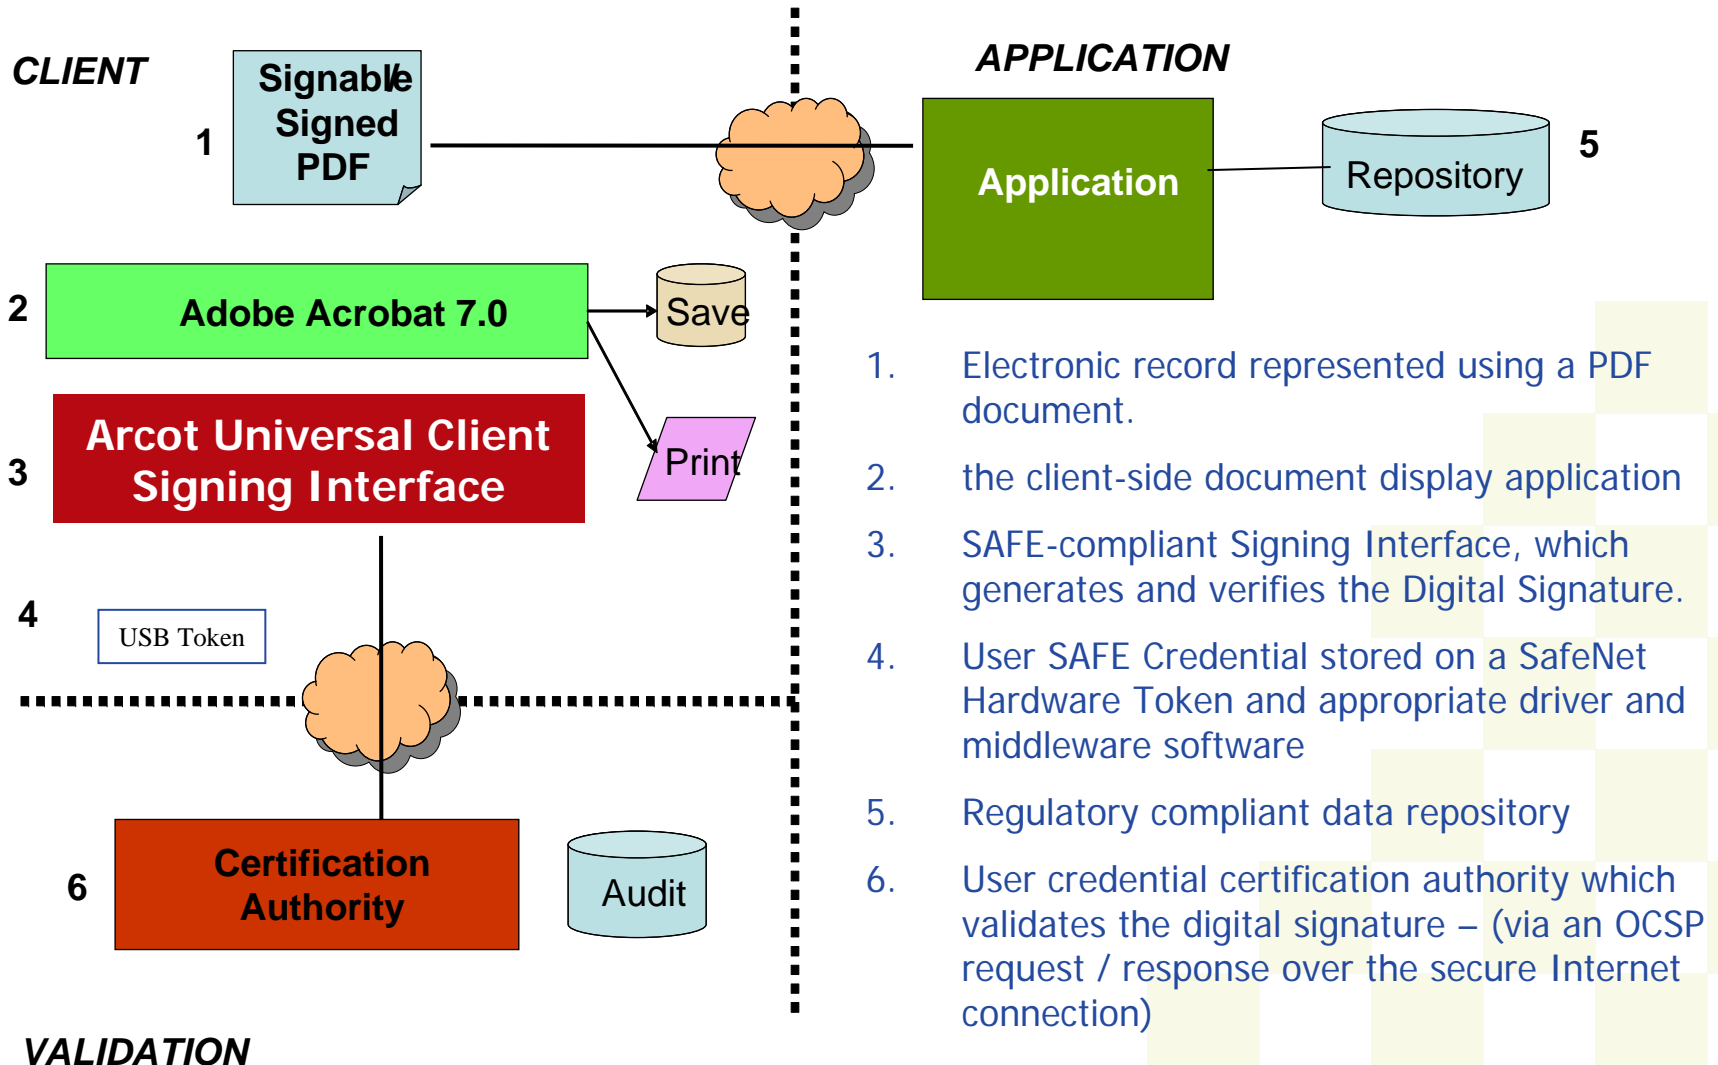 CLIENT
1
Signable/
Signed
PDF
APPLICATION
Application
Repository
5
2
Adobe Acrobat 7.0
Save
Print
3
Arcot Universal Client
Signing Interface
4
USB Token
6
Certification
Authority
Audit
VALIDATION
1. Electronic record represented using a PDF
document.
2. the client-side document display application
3. SAFE-compliant Signing Interface, which
generates and verifies the Digital Signature.
4. User SAFE Credential stored on a SafeNet
Hardware Token and appropriate driver and
middleware software
5. Regulatory compliant data repository
6. User credential certification authority which
validates the digital signature – (via an OCSP
request / response over the secure Internet
connection)